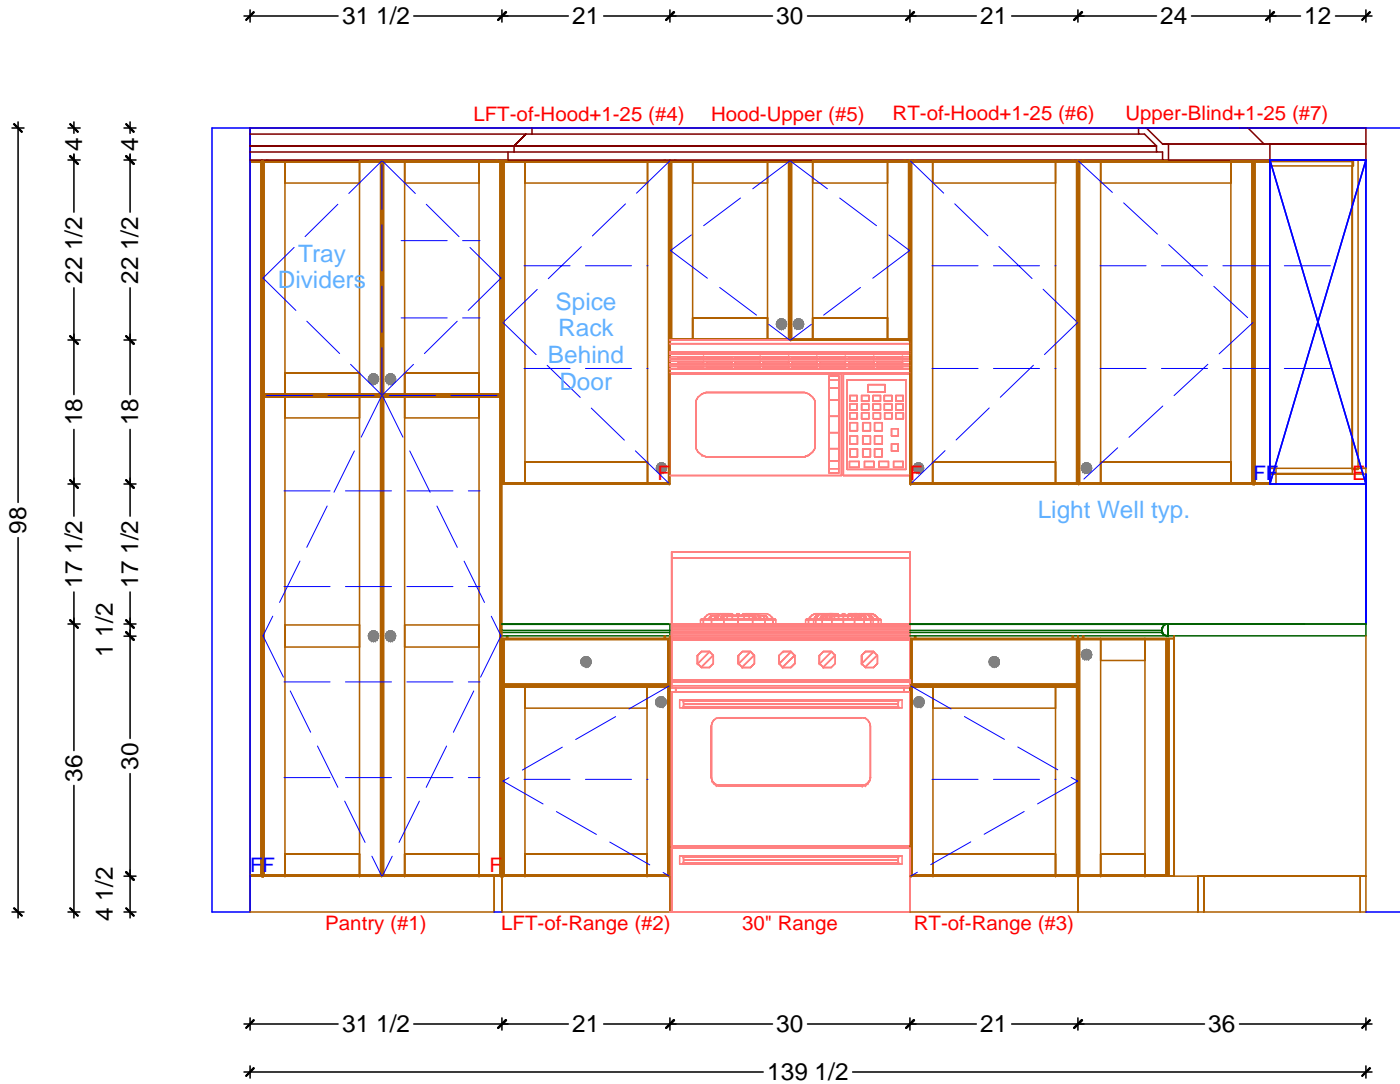 31 1/2 21 30 21 24 12
LFT-of-Hood+1-25 (#4) Hood-Upper (#5) RT-of-Hood+1-25 (#6) Upper-Blind+1-25 (#7)
4 4
22 1/2 22 1/2
Tray
Dividers
Spice
Rack
Behind
Door
18 18
F F FF E
98
17 1/2 17 1/2
Light Well typ.
1 1/2
36 30
4 1/2
FF F
Pantry (#1) LFT-of-Range (#2) 30" Range RT-of-Range (#3)
31 1/2 21 30 21 36
139 1/2